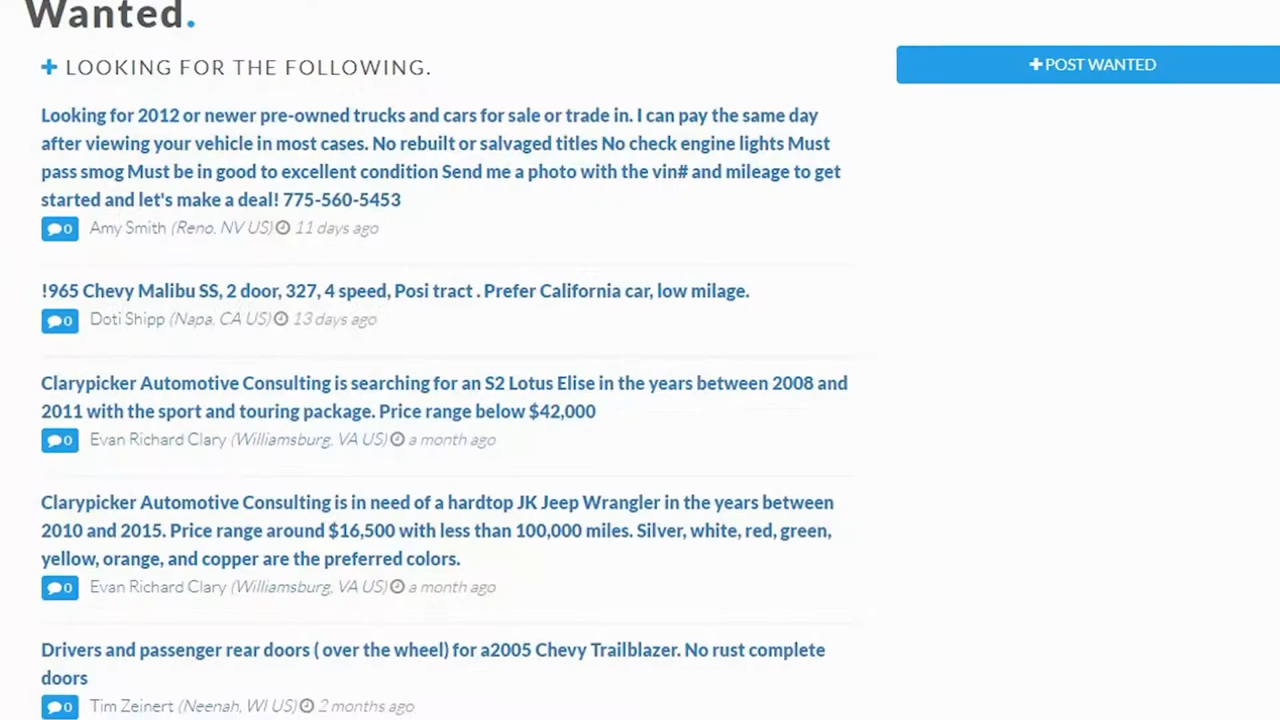 Wanted.
LOOKING FOR THE FOLLOWING.
POST WANTED
Looking for 2012 or newer pre-owned trucks and cars for sale or trade in. I can pay the same day
after viewing your vehicle in most cases. No rebuilt or salvaged titles No check engine lights Must
pass smog Must be in good to excellent condition Send me a photo with the vin# and mileage to get
started and let's make a deal! 775-560-5453
0 Amy Smith (Reno, NV US) 11 days ago
!965 Chevy Malibu SS, 2 door, 327, 4 speed, Posi tract . Prefer California car, low milage.
0 Doti Shipp (Napa, CA US) 13 days ago
Clarypicker Automotive Consulting is searching for an S2 Lotus Elise in the years between 2008 and
2011 with the sport and touring package. Price range below $42,000
0 Evan Richard Clary (Williamsburg, VA US) a month ago
Clarypicker Automotive Consulting is in need of a hardtop JK Jeep Wrangler in the years between
2010 and 2015. Price range around $16,500 with less than 100,000 miles. Silver, white, red, green,
yellow, orange, and copper are the preferred colors.
0 Evan Richard Clary (Williamsburg, VA US) a month ago
Drivers and passenger rear doors ( over the wheel) for a2005 Chevy Trailblazer. No rust complete
doors
0 Tim Zeinert (Neenah, WI US) 2 months ago